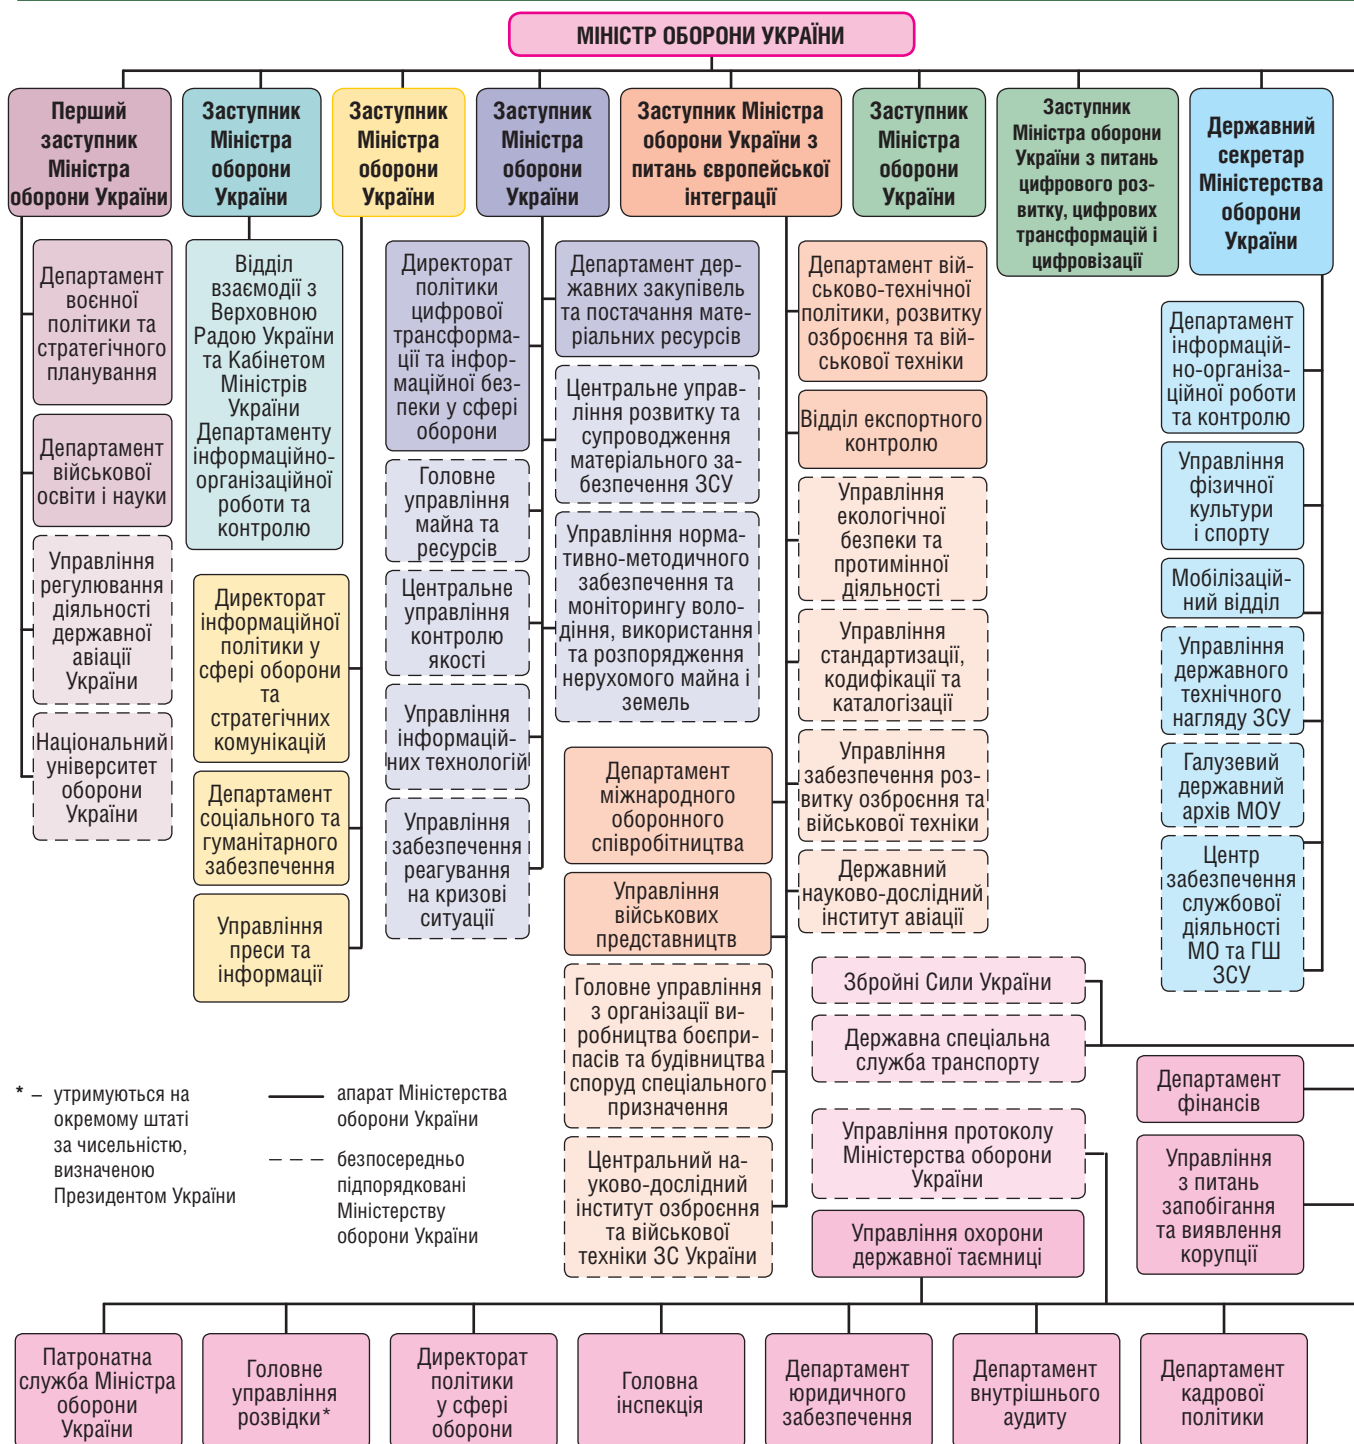 МІНІСТР ОБОРОНИ УКРАЇНИ
Перший
заступник
Міністра
оборони України
Заступник
Міністра
оборони
України
Заступник
Міністра
оборони
України
Заступник
Міністра
оборони
України
Заступник Міністра
оборони України з
питань європейської
інтеграції
Заступник
Міністра
оборони
України
Заступник
Міністра оборони
України з питань
цифрового роз-
витку, цифрових
трансформацій і
цифровізації
Державний
секретар
Міністерства
оборони
України
Департамент
воєнної
політики та
стратегічного
планування
Департамент
військової
освіти і науки
Управління
регулювання
діяльності
державної
авіації
України
Національний
університет
оборони
України
Відділ
взаємодії з
Верховною
Радою України
та Кабінетом
Міністрів
України
Департаменту
інформаційно-
організаційної
роботи та
контролю
Директорат
інформаційної
політики у
сфері оборони
та
стратегічних
комунікацій
Департамент
соціального та
гуманітарного
забезпечення
Управління
преси та
інформації
Директорат
політики
цифрової
трансформа-
ції та інфор-
маційної без-
пеки у сфері
оборони
Головне
управління
майна та
ресурсів
Центральне
управління
контролю
якості
Управління
інформацій-
них технологій
Управління
забезпечення
реагування
на кризові
ситуації
Департамент дер-
жавних закупівель
та постачання мате-
ріальних ресурсів
Центральне управ-
ління розвитку та
супроводження
матеріального за-
безпечення ЗСУ
Управління норма-
тивно-методичного
забезпечення та
моніторингу воло-
діння, використання
та розпорядження
нерухомого майна і
земель
Департамент
міжнародного
оборонного
співробітництва
Управління
військових
представництв
Головне управління
з організації ви-
робництва боєпри-
пасів та будівництва
споруд спеціального
призначення
Центральний на-
уково-дослідний
інститут озброєння
та військової
техніки ЗС України
Департамент вій-
ськово-технічної
політики, розвитку
озброєння та вій-
ськової техніки
Відділ експортного
контролю
Управління
екологічної
безпеки та
протимінної
діяльності
Управління
стандартизації,
кодифікації та
каталогізації
Управління
забезпечення роз-
витку озброєння та
військової техніки
Державний
науково-дослідний
інститут авіації
Департамент
інформацій-
но-організа-
ційної роботи
та контролю
Управління
фізичної
культури
і спорту
Мобілізацій-
ний відділ
Управління
державного
технічного
нагляду ЗСУ
Галузевий
державний
архів МОУ
Центр
забезпечення
службової
діяльності
МО та ГШ
ЗСУ
Збройні Сили України
Державна спеціальна
служба транспорту
Управління протоколу
Міністерства оборони
України
Управління охорони
державної таємниці
Департамент
фінансів
Управління
з питань
запобігання
та виявлення
корупції
* – утримуються на
окремому штаті
за чисельністю,
визначеною
Президентом України
апарат Міністерства
оборони України
безпосередньо
підпорядковані
Міністерству
оборони України
Патронатна
служба Міністра
оборони
України
Головне
управління
розвідки*
Директорат
політики
у сфері
оборони
Головна
інспекція
Департамент
юридичного
забезпечення
Департамент
внутрішнього
аудиту
Департамент
кадрової
політики